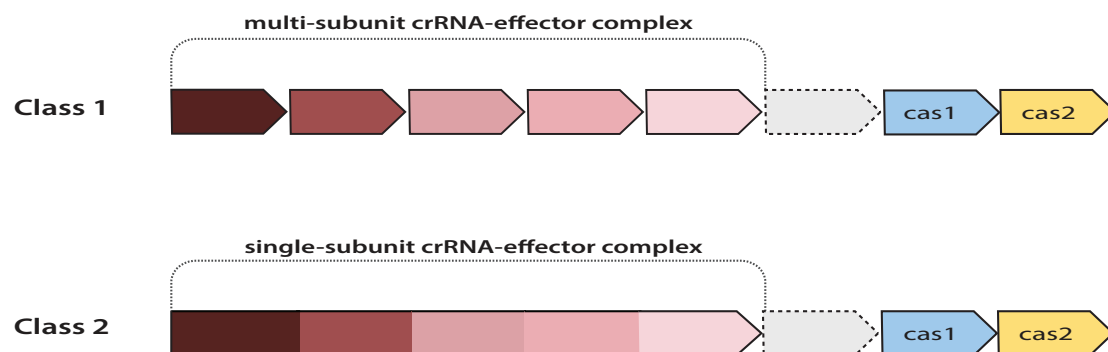 multi-subunit crRNA-effector complex
Class 1
cas1
cas2
single-subunit crRNA-effector complex
Class 2
cas1
cas2